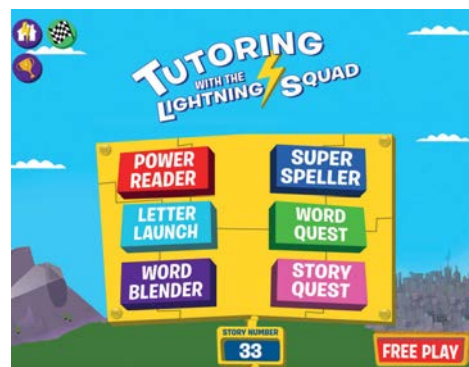 TUTORING
WITH THE
LIGHTNING SQUAD
POWER
READER
SUPER
SPELLER
LETTER
LAUNCH
WORD
QUEST
WORD
BLENDER
STORY
QUEST
STORY NUMBER
33
FREE PLAY